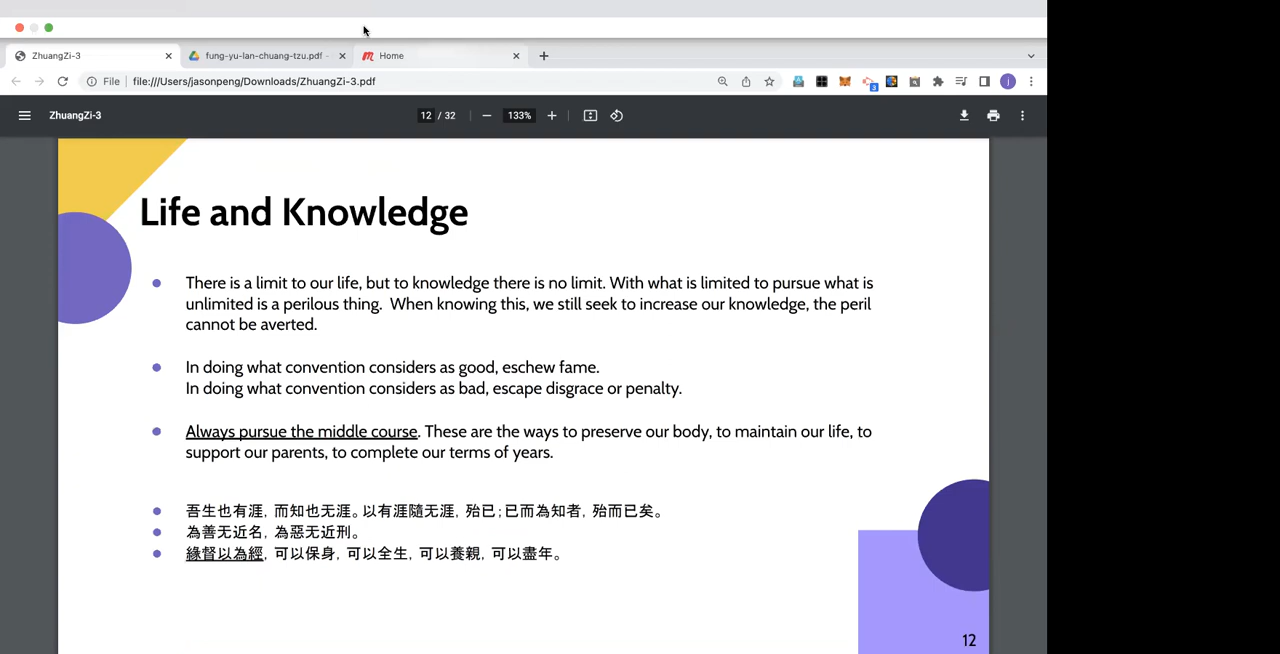 ZhuangZi-3
fung-yu-lan-chuang-tzu.pdf -
Home
File
file:///Users/jasonpeng/Downloads/ZhuangZi-3.pdf
3
j
ZhuangZi-3
12 / 32
133%
Life and Knowledge
There is a limit to our life, but to knowledge there is no limit. With what is limited to pursue what is
unlimited is a perilous thing. When knowing this, we still seek to increase our knowledge, the peril
cannot be averted.
In doing what convention considers as good, eschew fame.
In doing what convention considers as bad, escape disgrace or penalty.
Always pursue the middle course. These are the ways to preserve our body, to maintain our life, to
support our parents, to complete our terms of years.
吾生也有涯, 而知也无涯。以有涯隨无涯, 殆已;已而為知者, 殆而已矣。
為善无近名, 為惡无近刑。
緣督以為經, 可以保身, 可以全生, 可以養親, 可以盡年。
12